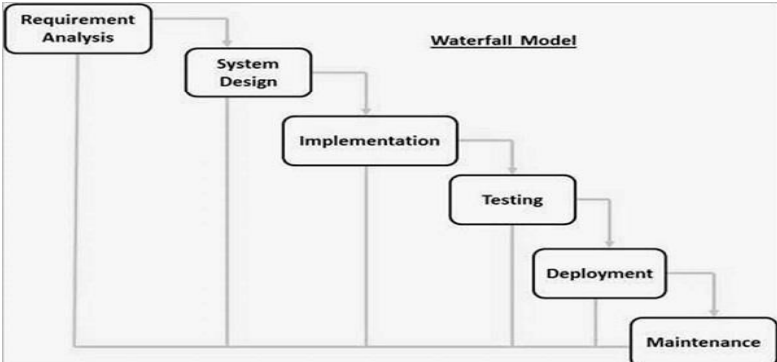 Requirement
Analysis
Waterfall Model
System
Design
Implementation
Testing
Deployment
Maintenance